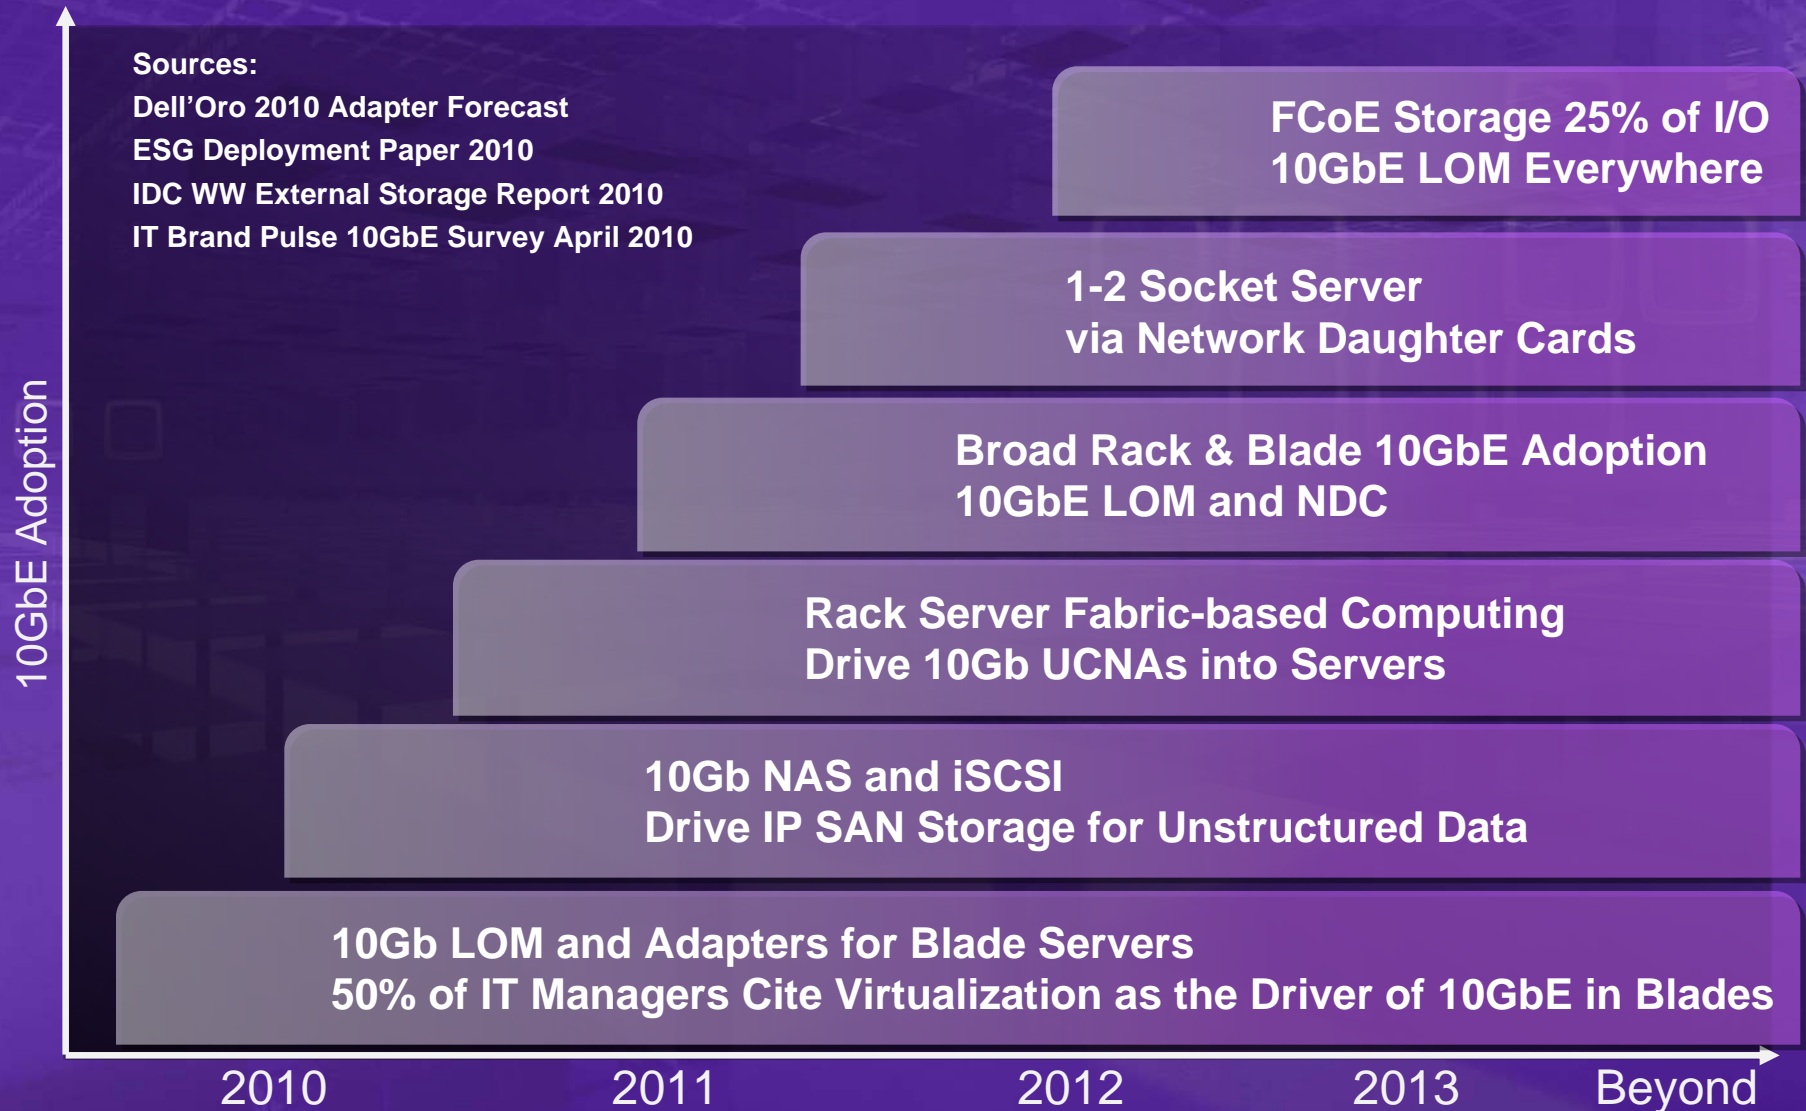 Sources:
Dell’Oro 2010 Adapter Forecast
ESG Deployment Paper 2010
IDC WW External Storage Report 2010
IT Brand Pulse 10GbE Survey April 2010
FCoE Storage 25% of I/O
10GbE LOM Everywhere
1-2 Socket Server
via Network Daughter Cards
Broad Rack & Blade 10GbE Adoption
10GbE LOM and NDC
Rack Server Fabric-based Computing
Drive 10Gb UCNAs into Servers
10Gb NAS and iSCSI
Drive IP SAN Storage for Unstructured Data
10Gb LOM and Adapters for Blade Servers
50% of IT Managers Cite Virtualization as the Driver of 10GbE in Blades
10GbE Adoption
2010 2011 2012 2013 Beyond